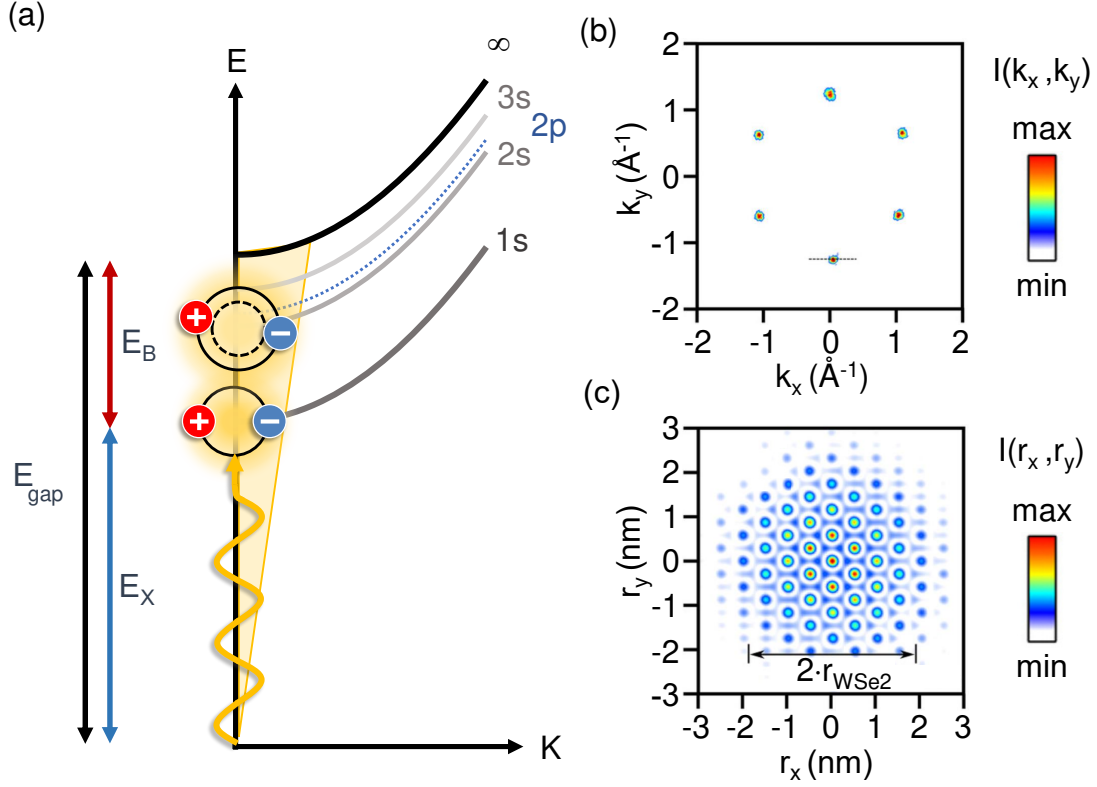 (a)
E
∞
3s
2p
2s
1s
+
−
+
−
E_B
E_gap
E_X
K
(b)
2
1
0
-1
-2
k_y (Å⁻¹)
-2 -1 0 1 2
k_x (Å⁻¹)
I(k_x ,k_y)
max
min
(c)
3
2
1
0
-1
-2
-3
r_y (nm)
2·r_WSe2
-3 -2 -1 0 1 2 3
r_x (nm)
I(r_x ,r_y)
max
min